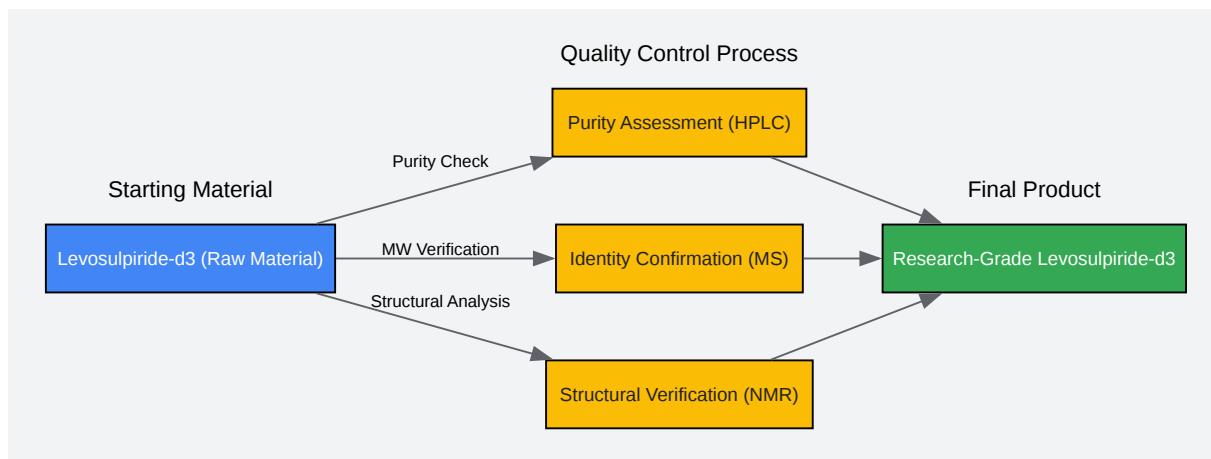 Quality Control Process
Purity Assessment (HPLC)
Purity Check
Starting Material
Final Product
Levosulpiride-d3 (Raw Material)
MW Verification
Identity Confirmation (MS)
Research-Grade Levosulpiride-d3
Structural Analysis
Structural Verification (NMR)